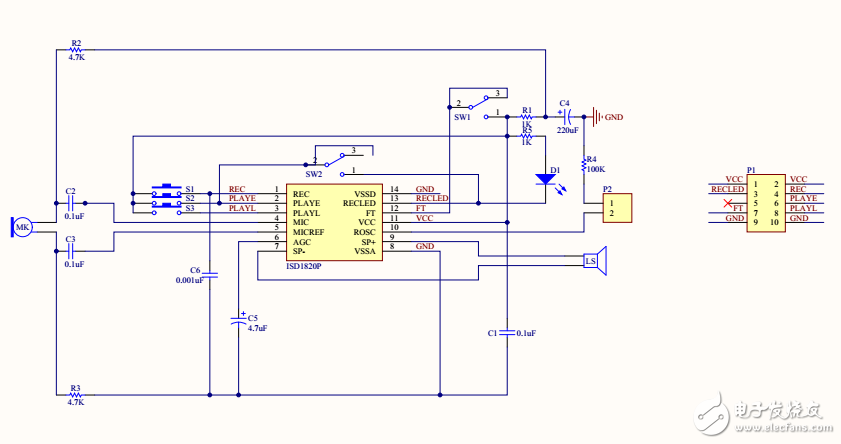 R2
4.7K
3
2
SW1
1
R1
1K
R5
1K
C4
+
220uF
GND
R4
100K
D1
P2
1
2
3
2
SW2
1
S1
S2
S3
REC
PLAYE
PLAYL
1
2
3
4
5
6
7
REC
PLAYE
PLAYL
MIC
MICREF
AGC
SP-
VSSD
RECLED
FT
VCC
ROSC
SP+
VSSA
14
13
12
11
10
9
8
GND
RECLED
FT
VCC
GND
ISD1820P
C2
0.1uF
MK
C3
0.1uF
C6
0.001uF
+
C5
4.7uF
LS
C1
0.1uF
R3
4.7K
P1
VCC 1 2 VCC
RECLED 3 4 REC
5 6 PLAYE
FT 7 8 PLAYL
GND 9 10 GND
电子发烧友
www.elecfans.com